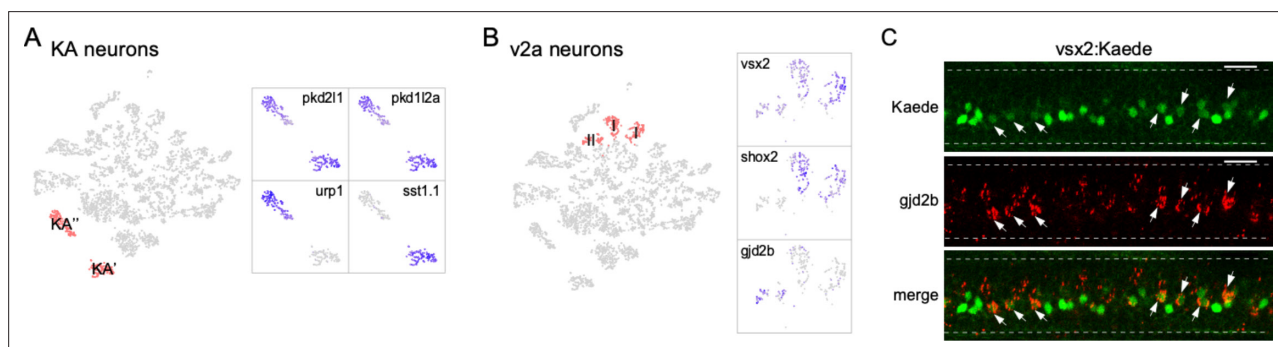 A KA neurons
pkd2l1
pkd1l2a
urp1
sst1.1
KA''
KA'
B v2a neurons
II
I
I
vsx2
shox2
gjd2b
C
vsx2:Kaede
Kaede
gjd2b
merge